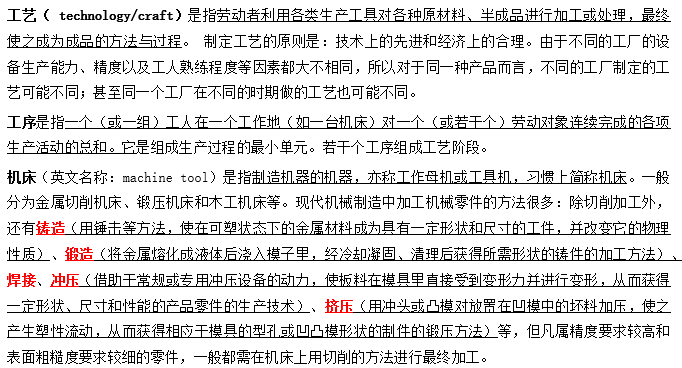 工艺（ technology/craft）是指劳动者利用各类生产工具对各种原材料、半成品进行加工或处理，最终
使之成为成品的方法与过程。 制定工艺的原则是：技术上的先进和经济上的合理。由于不同的工厂的设
备生产能力、精度以及工人熟练程度等因素都大不相同，所以对于同一种产品而言，不同的工厂制定的工
艺可能不同；甚至同一个工厂在不同的时期做的工艺也可能不同。
工序是指一个（或一组）工人在一个工作地（如一台机床）对一个（或若干个）劳动对象连续完成的各项
生产活动的总和。它是组成生产过程的最小单元。若干个工序组成工艺阶段。
机床（英文名称：machine tool）是指制造机器的机器，亦称工作母机或工具机，习惯上简称机床。一般
分为金属切削机床、锻压机床和木工机床等。现代机械制造中加工机械零件的方法很多：除切削加工外，
还有铸造（用锤击等方法，使在可塑状态下的金属材料成为具有一定形状和尺寸的工件，并改变它的物理
性质）、锻造（将金属熔化成液体后浇入模子里，经冷却凝固、清理后获得所需形状的铸件的加工方法）、
焊接、冲压（借助于常规或专用冲压设备的动力，使板料在模具里直接受到变形力并进行变形，从而获得
一定形状、尺寸和性能的产品零件的生产技术）、挤压（用冲头或凸模对放置在凹模中的坯料加压，使之
产生塑性流动，从而获得相应于模具的型孔或凹凸模形状的制件的锻压方法）等，但凡属精度要求较高和
表面粗糙度要求较细的零件，一般都需在机床上用切削的方法进行最终加工。